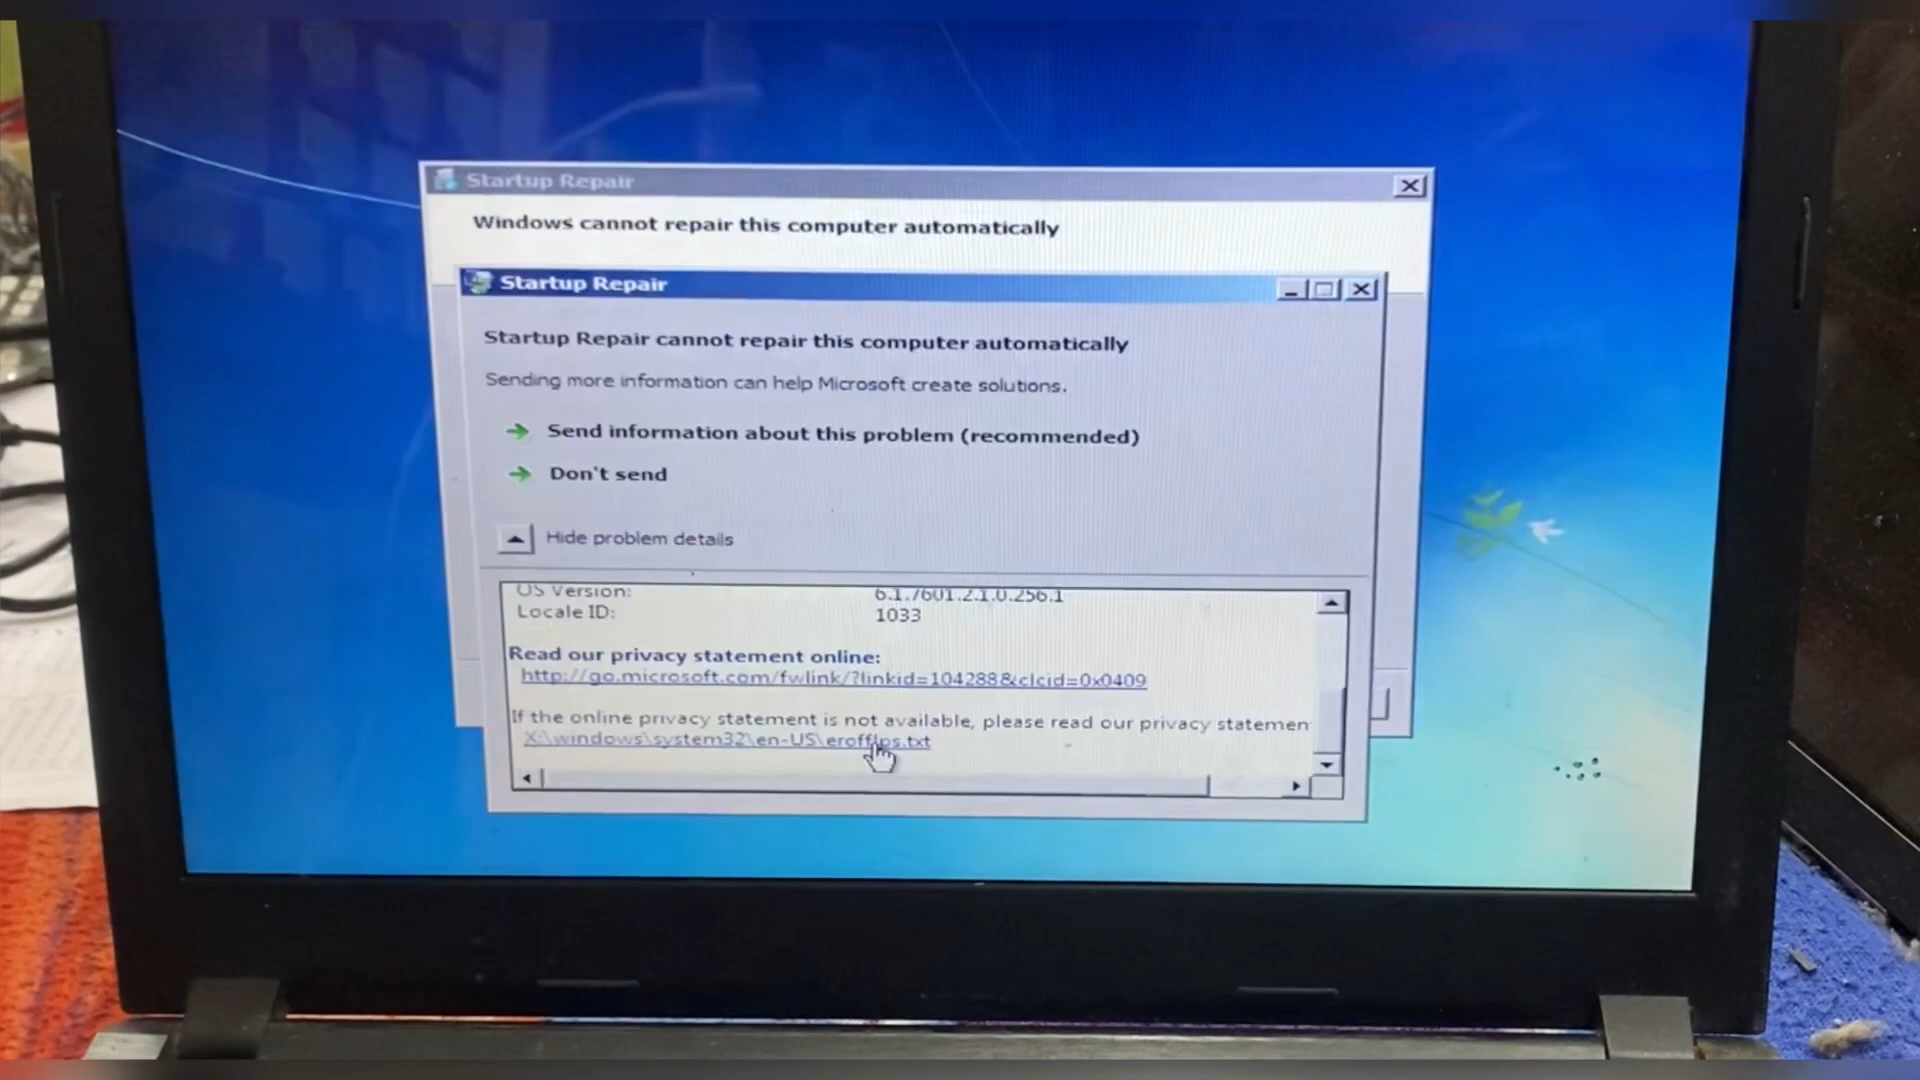 Startup Repair
Windows cannot repair this computer automatically
Startup Repair
Startup Repair cannot repair this computer automatically
Sending more information can help Microsoft create solutions.
Send information about this problem (recommended)
Don't send
Hide problem details
OS Version: 6.1.7601.2.1.0.256.1
Locale ID: 1033
Read our privacy statement online:
http://go.microsoft.com/fwlink/?linkid=104288&clcid=0x0409
If the online privacy statement is not available, please read our privacy statemen
X:\windows\system32\en-US\erofflps.txt